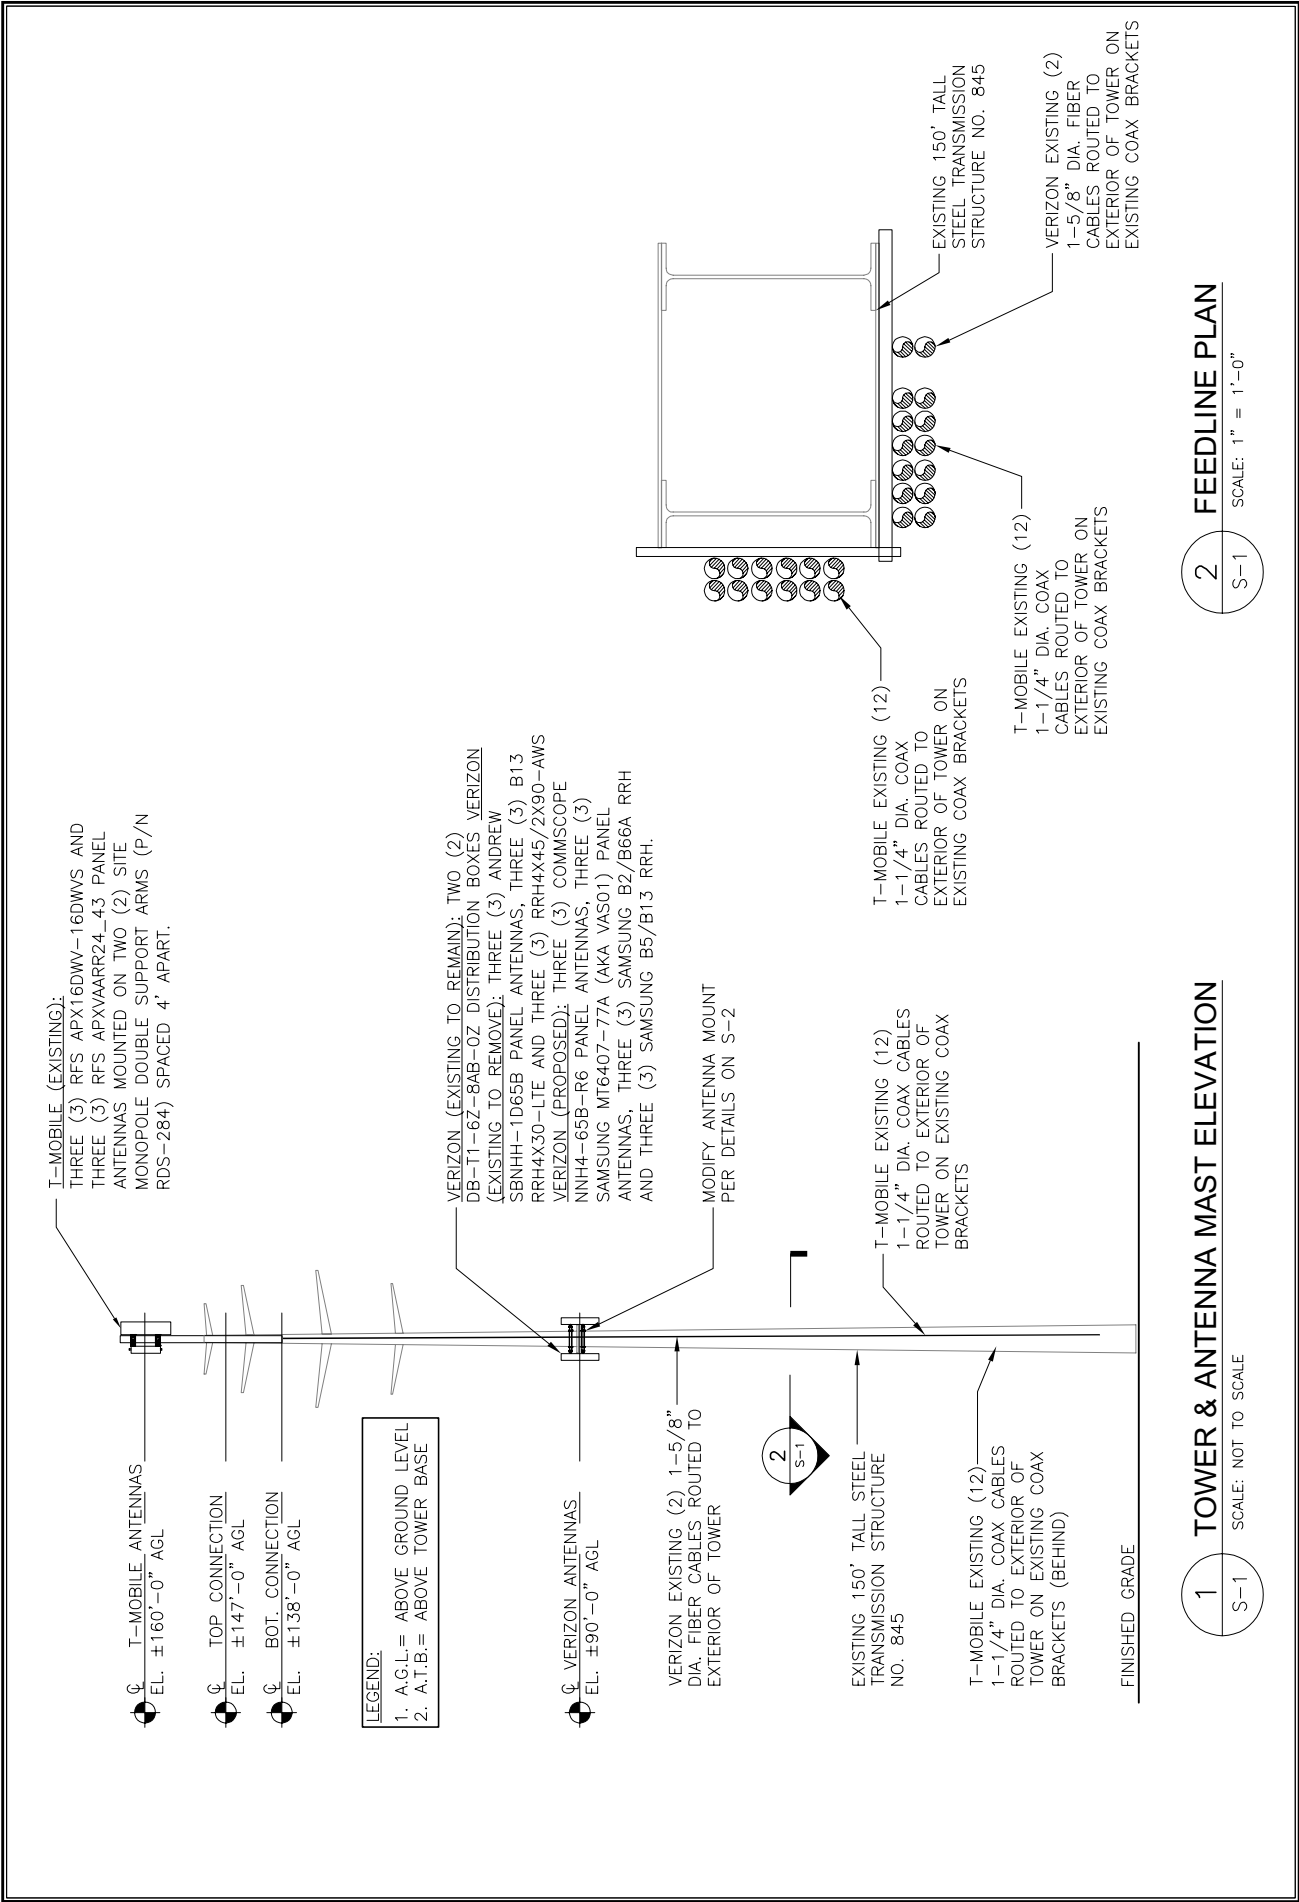 T-MOBILE (EXISTING):
THREE (3) RFS APX16DWV-16DWVS AND
THREE (3) RFS APXVAARR24_43 PANEL
ANTENNAS MOUNTED ON TWO (2) SITE
MONOPOLE DOUBLE SUPPORT ARMS (P/N
RDS-284) SPACED 4' APART.
℄ T-MOBILE ANTENNAS
EL. ±160'-0" AGL
℄ TOP CONNECTION
EL. ±147'-0" AGL
℄ BOT. CONNECTION
EL. ±138'-0" AGL
LEGEND:
1. A.G.L.= ABOVE GROUND LEVEL
2. A.T.B.= ABOVE TOWER BASE
VERIZON (EXISTING TO REMAIN): TWO (2)
DB-T1-6Z-8AB-0Z DISTRIBUTION BOXES VERIZON
(EXISTING TO REMOVE): THREE (3) ANDREW
SBNHH-1D65B PANEL ANTENNAS, THREE (3) B13
RRH4X30-LTE AND THREE (3) RRH4X45/2X90-AWS
VERIZON (PROPOSED): THREE (3) COMMSCOPE
NNH4-65B-R6 PANEL ANTENNAS, THREE (3)
SAMSUNG MT6407-77A (AKA VAS01) PANEL
ANTENNAS, THREE (3) SAMSUNG B2/B66A RRH
AND THREE (3) SAMSUNG B5/B13 RRH.
℄ VERIZON ANTENNAS
EL. ±90'-0" AGL
MODIFY ANTENNA MOUNT
PER DETAILS ON S-2
VERIZON EXISTING (2) 1-5/8"
DIA. FIBER CABLES ROUTED TO
EXTERIOR OF TOWER
2
S-1
EXISTING 150' TALL STEEL
TRANSMISSION STRUCTURE
NO. 845
T-MOBILE EXISTING (12)
1-1/4" DIA. COAX CABLES
ROUTED TO EXTERIOR OF
TOWER ON EXISTING COAX
BRACKETS
T-MOBILE EXISTING (12)
1-1/4" DIA. COAX CABLES
ROUTED TO EXTERIOR OF
TOWER ON EXISTING COAX
BRACKETS (BEHIND)
FINISHED GRADE
1
S-1
TOWER & ANTENNA MAST ELEVATION
SCALE: NOT TO SCALE
EXISTING 150' TALL
STEEL TRANSMISSION
STRUCTURE NO. 845
VERIZON EXISTING (2)
1-5/8" DIA. FIBER
CABLES ROUTED TO
EXTERIOR OF TOWER ON
EXISTING COAX BRACKETS
T-MOBILE EXISTING (12)
1-1/4" DIA. COAX
CABLES ROUTED TO
EXTERIOR OF TOWER ON
EXISTING COAX BRACKETS
T-MOBILE EXISTING (12)
1-1/4" DIA. COAX
CABLES ROUTED TO
EXTERIOR OF TOWER ON
EXISTING COAX BRACKETS
2
S-1
FEEDLINE PLAN
SCALE: 1" = 1'-0"